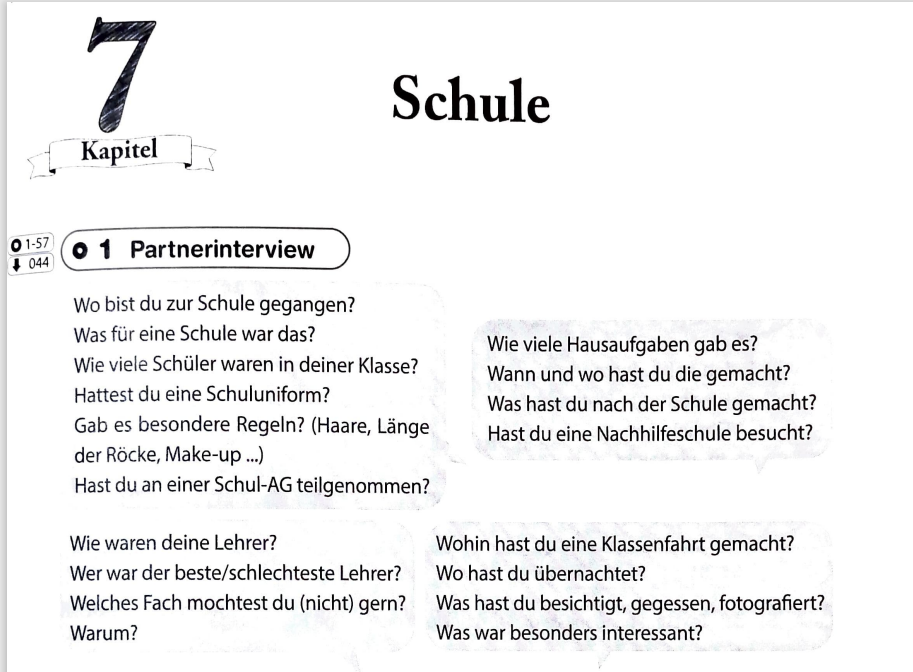 7
Kapitel
Schule
1-57
044
1 Partnerinterview
Wo bist du zur Schule gegangen?
Was für eine Schule war das?
Wie viele Schüler waren in deiner Klasse?
Hattest du eine Schuluniform?
Gab es besondere Regeln? (Haare, Länge
der Röcke, Make-up ...)
Hast du an einer Schul-AG teilgenommen?
Wie viele Hausaufgaben gab es?
Wann und wo hast du die gemacht?
Was hast du nach der Schule gemacht?
Hast du eine Nachhilfeschule besucht?
Wie waren deine Lehrer?
Wer war der beste/schlechteste Lehrer?
Welches Fach mochtest du (nicht) gern?
Warum?
Wohin hast du eine Klassenfahrt gemacht?
Wo hast du übernachtet?
Was hast du besichtigt, gegessen, fotografiert?
Was war besonders interessant?